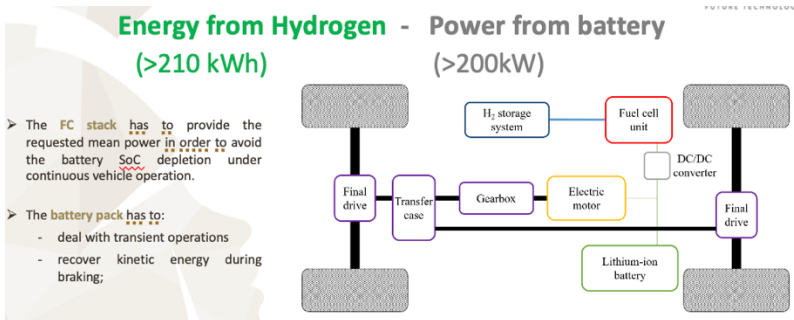 FUTURE TECHNOLOG
Energy from Hydrogen - Power from battery
(>210 kWh) (>200kW)
➢ The FC stack has to provide the
requested mean power in order to avoid
the battery SoC depletion under
continuous vehicle operation.
➢ The battery pack has to:
- deal with transient operations
- recover kinetic energy during
braking;
H₂ storage
system
Fuel cell
unit
DC/DC
converter
Final
drive
Transfer
case
Gearbox
Electric
motor
Final
drive
Lithium-ion
battery